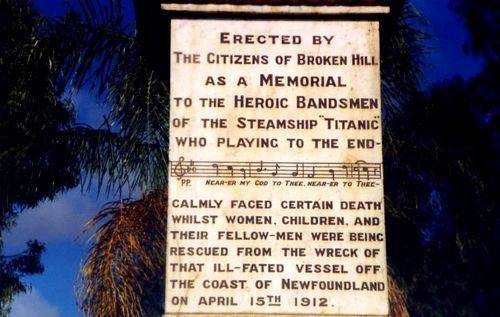 ERECTED BY
THE CITIZENS OF BROKEN HILL
AS A MEMORIAL
TO THE HEROIC BANDSMEN
OF THE STEAMSHIP "TITANIC"
WHO PLAYING TO THE END-
PP. NEAR-ER MY GOD TO THEE, NEAR-ER TO THEE-
CALMLY FACED CERTAIN DEATH
WHILST WOMEN, CHILDREN, AND
THEIR FELLOW-MEN WERE BEING
RESCUED FROM THE WRECK OF
THAT ILL-FATED VESSEL OFF
THE COAST OF NEWFOUNDLAND
ON APRIL 15TH 1912.